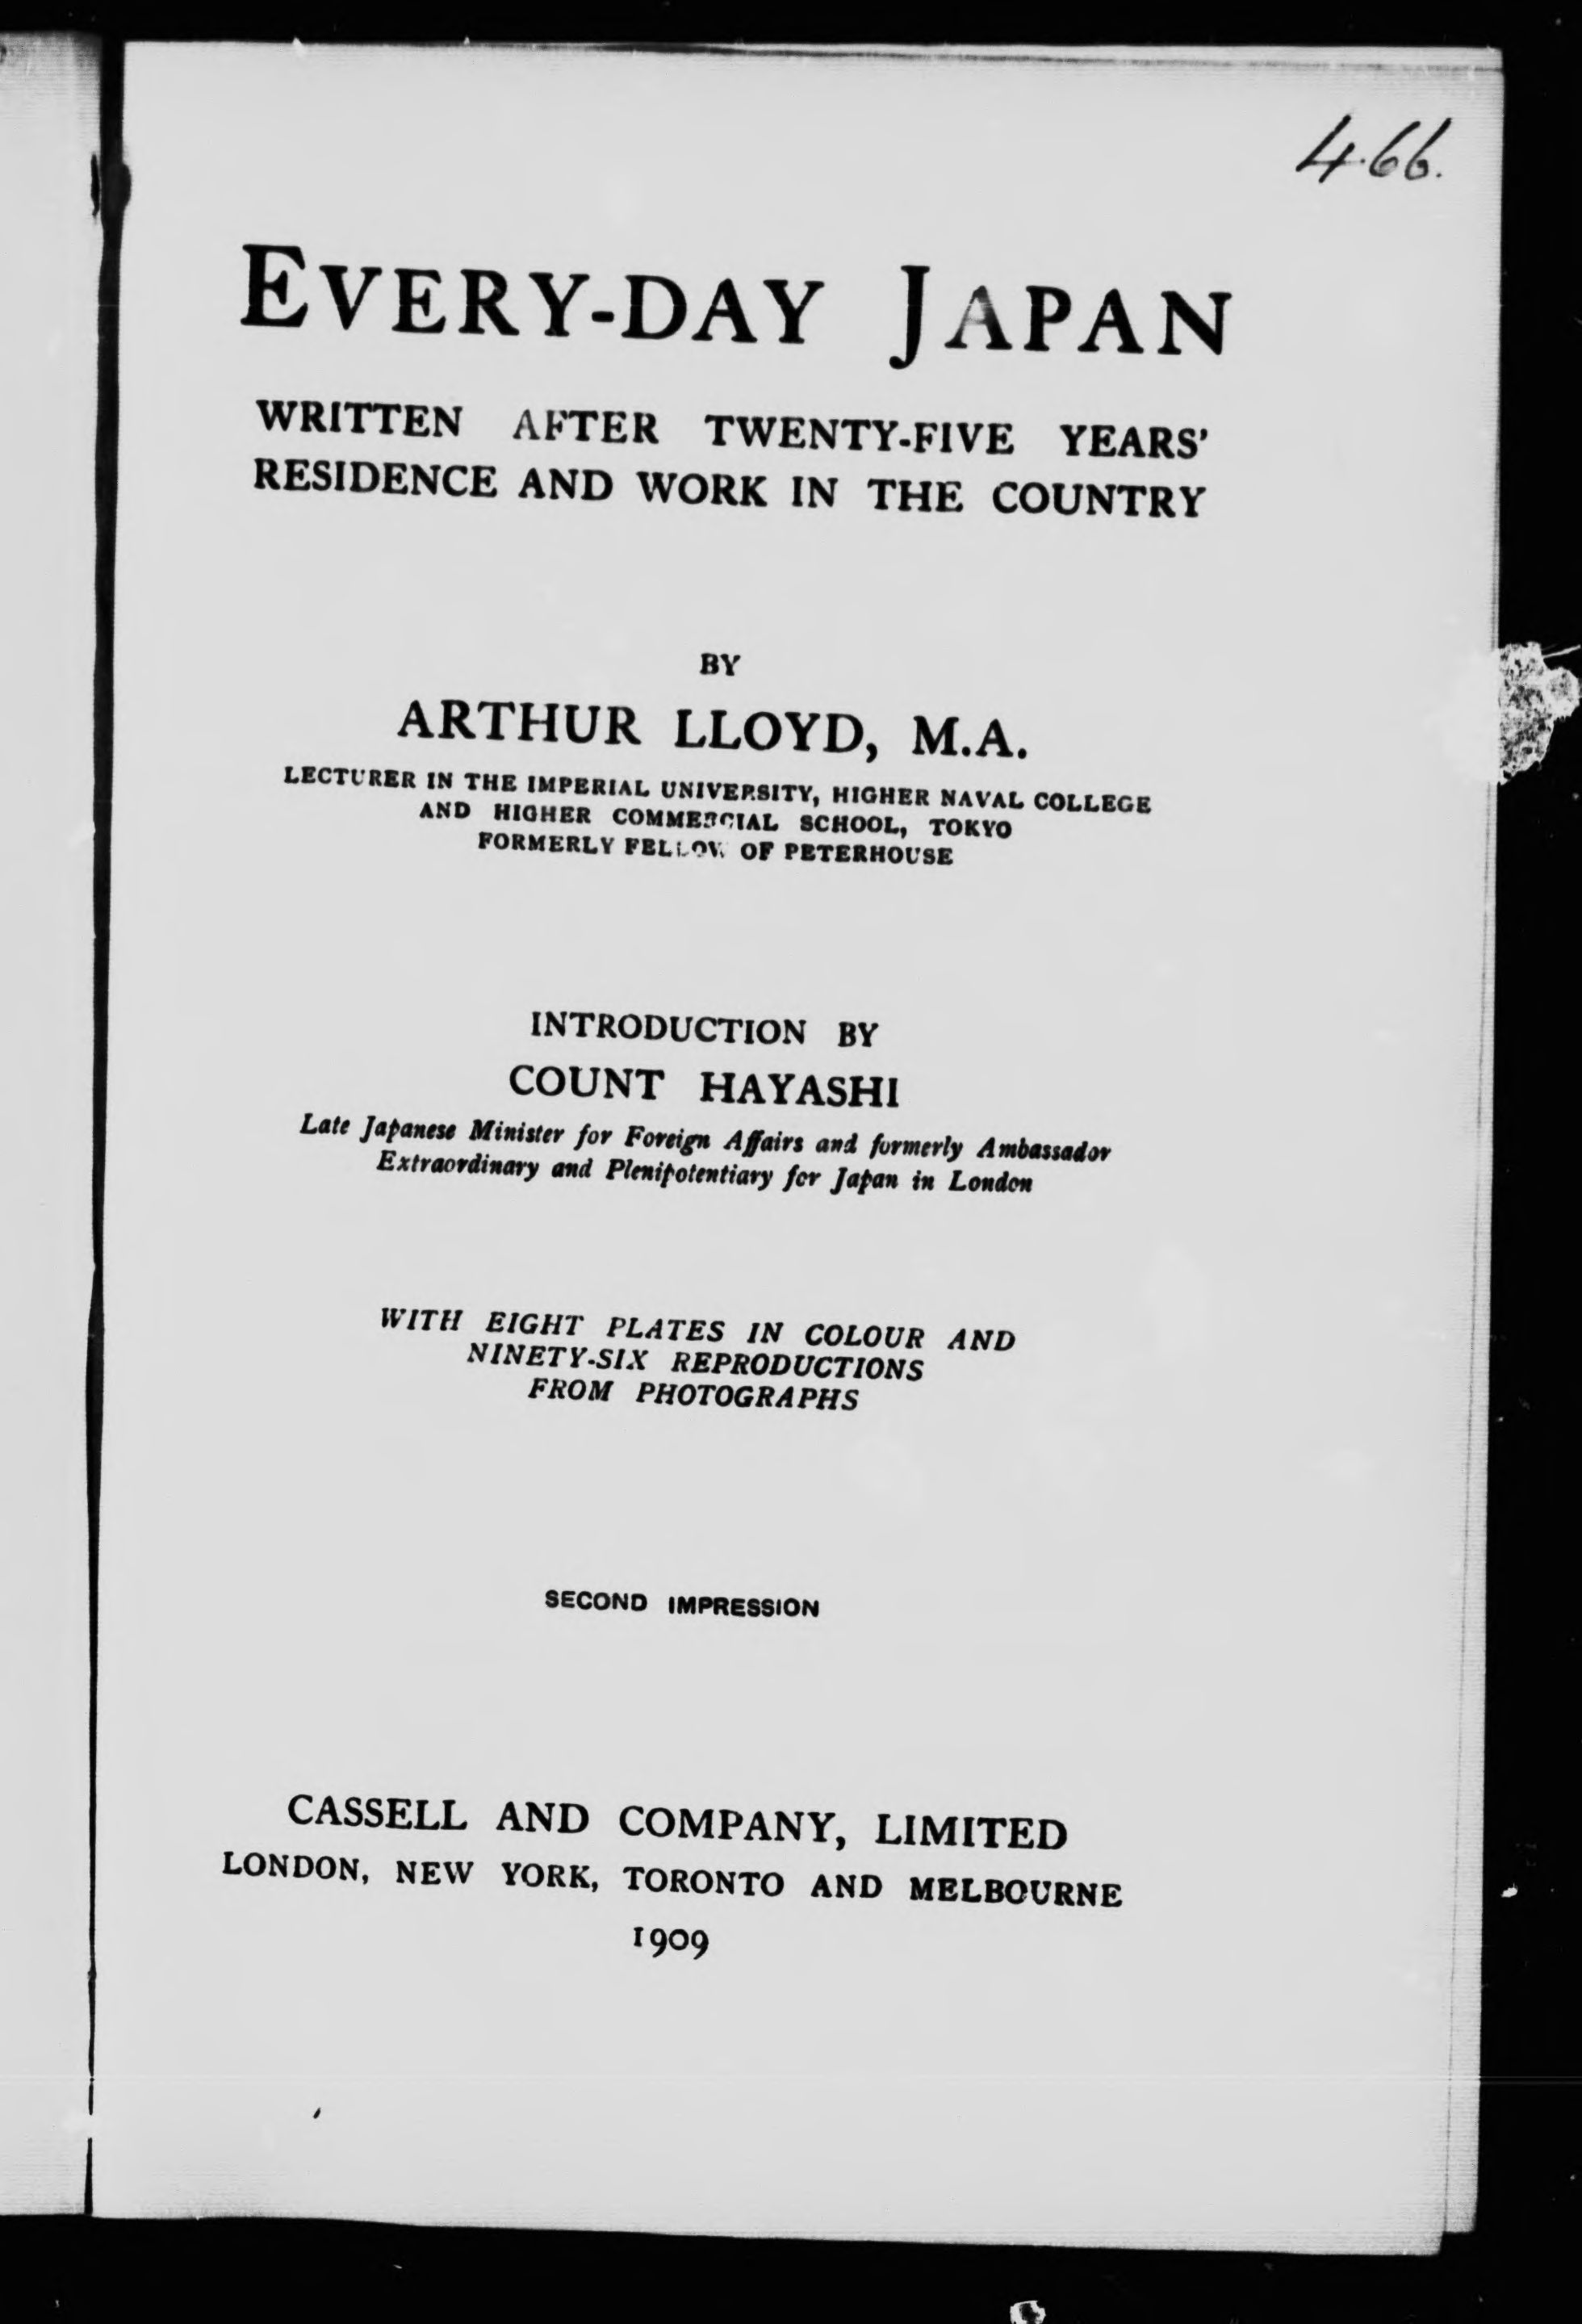 4.66.
EVERY-DAY JAPAN
WRITTEN AFTER TWENTY-FIVE YEARS'
RESIDENCE AND WORK IN THE COUNTRY
BY
ARTHUR LLOYD, M.A.
LECTURER IN THE IMPERIAL UNIVERSITY, HIGHER NAVAL COLLEGE
AND HIGHER COMMERCIAL SCHOOL, TOKYO
FORMERLY FELLOW OF PETERHOUSE
INTRODUCTION BY
COUNT HAYASHI
Late Japanese Minister for Foreign Affairs and formerly Ambassador
Extraordinary and Plenipotentiary for Japan in London
WITH EIGHT PLATES IN COLOUR AND
NINETY-SIX REPRODUCTIONS
FROM PHOTOGRAPHS
SECOND IMPRESSION
CASSELL AND COMPANY, LIMITED
LONDON, NEW YORK, TORONTO AND MELBOURNE
1909